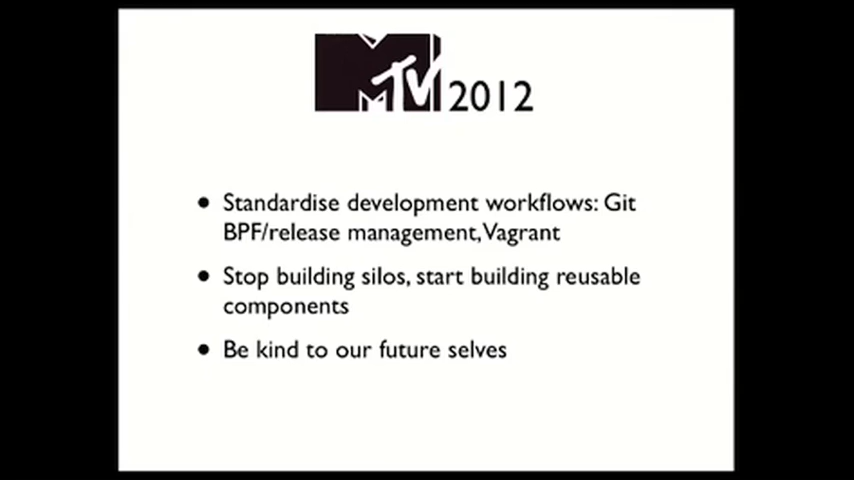 MTV 2012
Standardise development workflows: Git
BPF/release management, Vagrant
Stop building silos, start building reusable
components
Be kind to our future selves